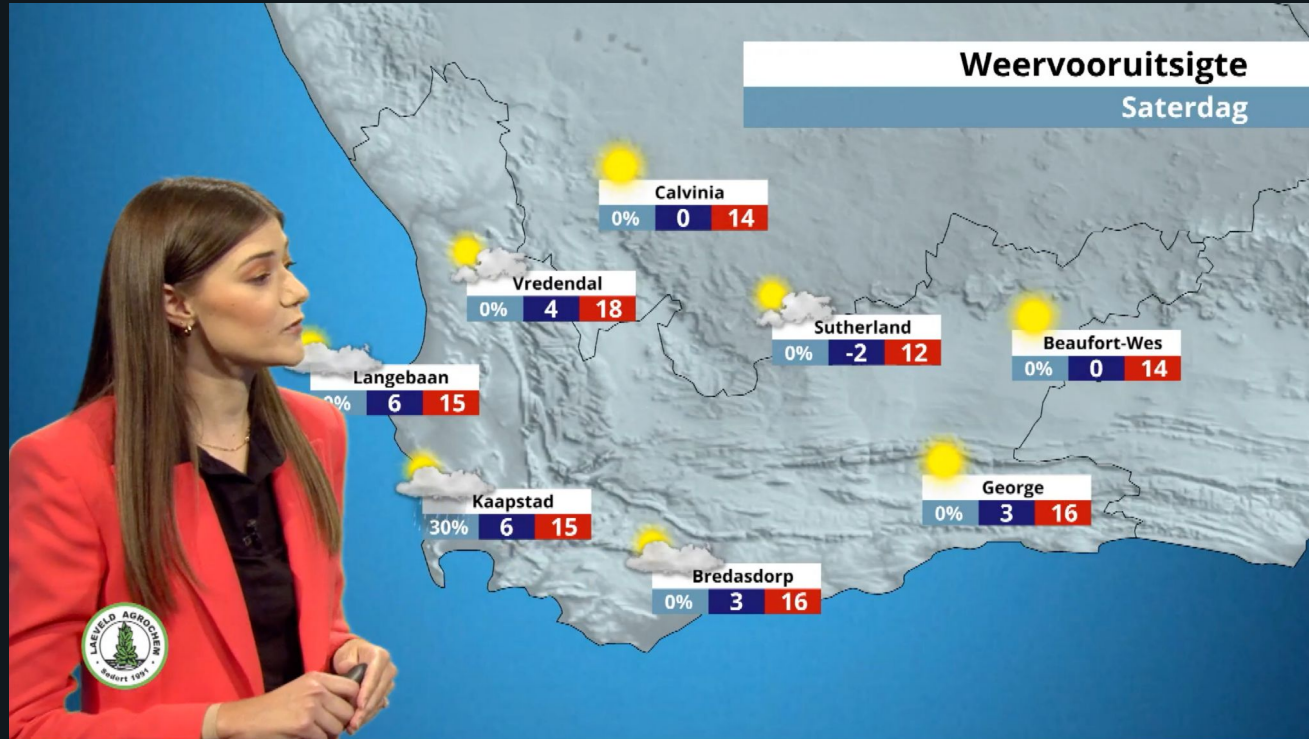 Weervooruitsigte
Saterdag
Calvinia
0% 0 14
Vredendal
0% 4 18
Sutherland
0% -2 12
Beaufort-Wes
0% 0 14
Langebaan
0% 6 15
Kaapstad
30% 6 15
George
0% 3 16
Bredasdorp
0% 3 16
LAEVELD AGROCHEM
• Sedert 1991 •